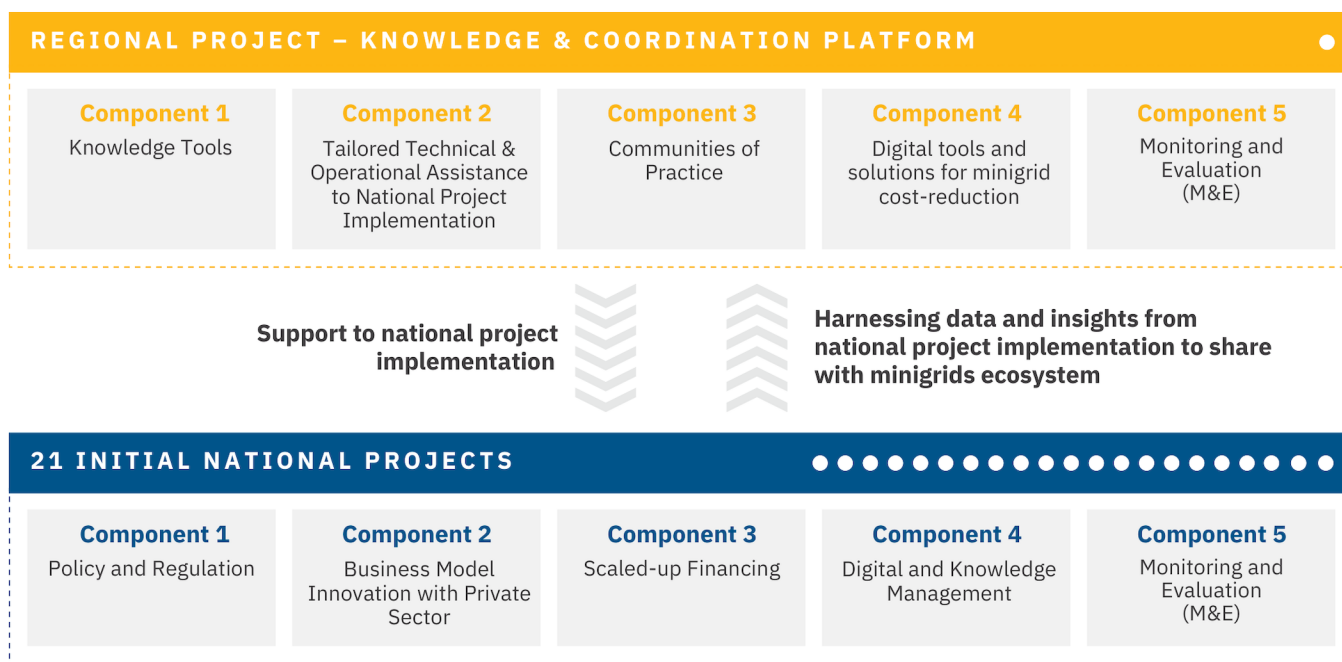 REGIONAL PROJECT – KNOWLEDGE & COORDINATION PLATFORM
Component 1
Knowledge Tools
Component 2
Tailored Technical &
Operational Assistance
to National Project
Implementation
Component 3
Communities of
Practice
Component 4
Digital tools and
solutions for minigrid
cost-reduction
Component 5
Monitoring and
Evaluation
(M&E)
Support to national project
implementation
Harnessing data and insights from
national project implementation to share
with minigrids ecosystem
21 INITIAL NATIONAL PROJECTS
Component 1
Policy and Regulation
Component 2
Business Model
Innovation with Private
Sector
Component 3
Scaled-up Financing
Component 4
Digital and Knowledge
Management
Component 5
Monitoring and
Evaluation
(M&E)